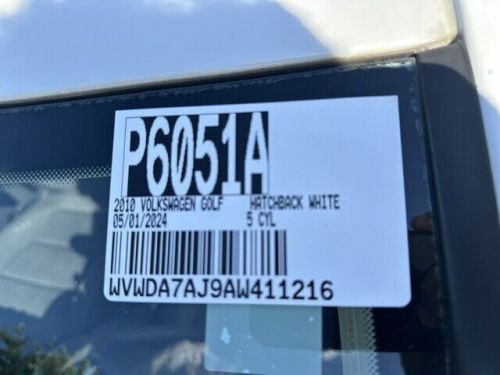 P6051A
2010 VOLKSWAGEN GOLF HATCHBACK WHITE
05/01/2024 5 CYL
WVWDA7AJ9AW411216